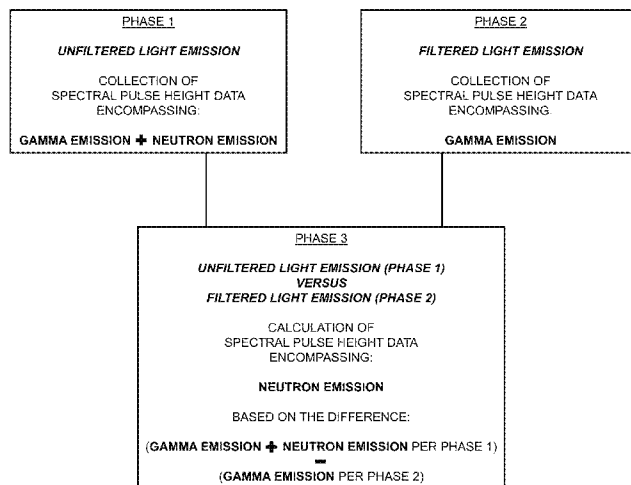 PHASE 1
UNFILTERED LIGHT EMISSION
COLLECTION OF
SPECTRAL PULSE HEIGHT DATA
ENCOMPASSING:
GAMMA EMISSION + NEUTRON EMISSION
PHASE 2
FILTERED LIGHT EMISSION
COLLECTION OF
SPECTRAL PULSE HEIGHT DATA
ENCOMPASSING
GAMMA EMISSION
PHASE 3
UNFILTERED LIGHT EMISSION (PHASE 1)
VERSUS
FILTERED LIGHT EMISSION (PHASE 2)
CALCULATION OF
SPECTRAL PULSE HEIGHT DATA
ENCOMPASSING:
NEUTRON EMISSION
BASED ON THE DIFFERENCE:
(GAMMA EMISSION + NEUTRON EMISSION PER PHASE 1)
–
(GAMMA EMISSION PER PHASE 2)